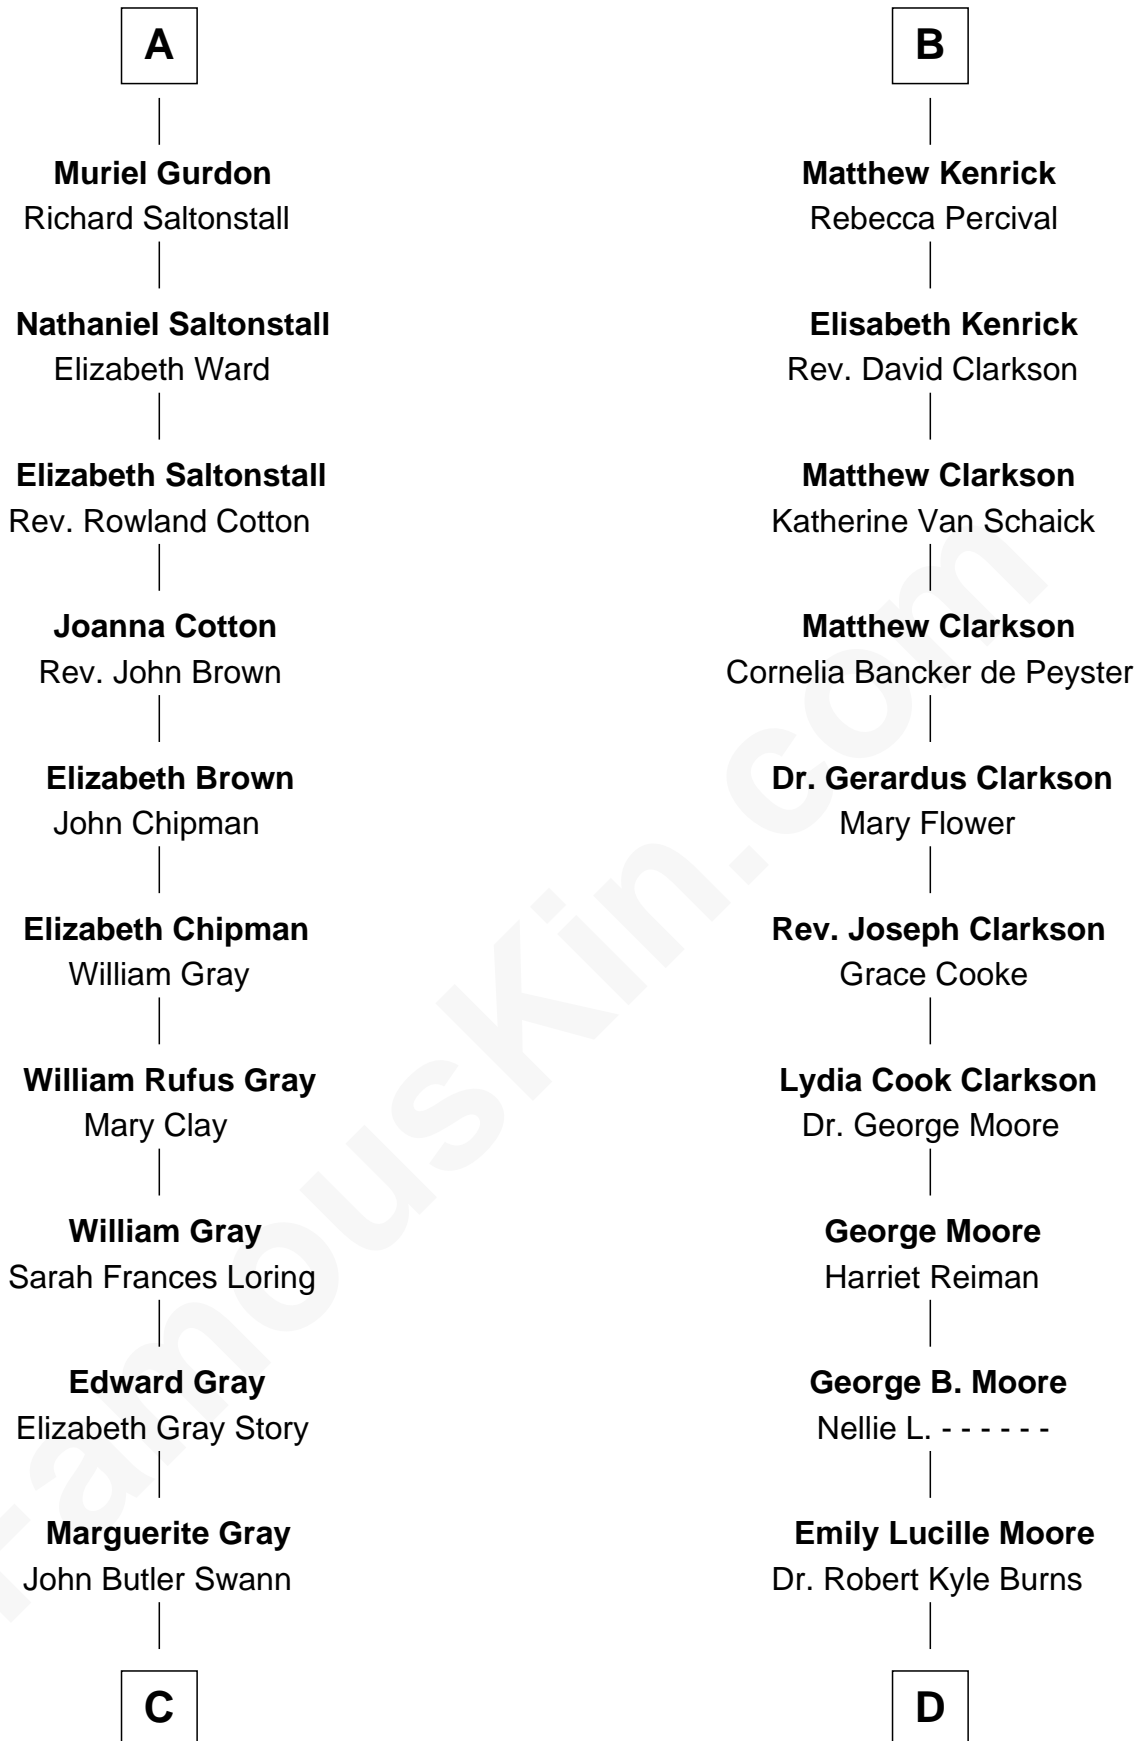 A
Muriel Gurdon
Richard Saltonstall
Nathaniel Saltonstall
Elizabeth Ward
Elizabeth Saltonstall
Rev. Rowland Cotton
Joanna Cotton
Rev. John Brown
Elizabeth Brown
John Chipman
Elizabeth Chipman
William Gray
William Rufus Gray
Mary Clay
William Gray
Sarah Frances Loring
Edward Gray
Elizabeth Gray Story
Marguerite Gray
John Butler Swann
C
B
Matthew Kenrick
Rebecca Percival
Elisabeth Kenrick
Rev. David Clarkson
Matthew Clarkson
Katherine Van Schaick
Matthew Clarkson
Cornelia Bancker de Peyster
Dr. Gerardus Clarkson
Mary Flower
Rev. Joseph Clarkson
Grace Cooke
Lydia Cook Clarkson
Dr. George Moore
George Moore
Harriet Reiman
George B. Moore
Nellie L. - - - - - -
Emily Lucille Moore
Dr. Robert Kyle Burns
D
FamousKin.com